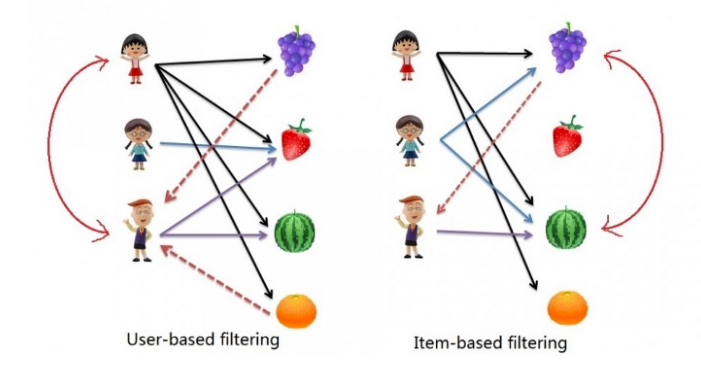 User-based filtering
Item-based filtering